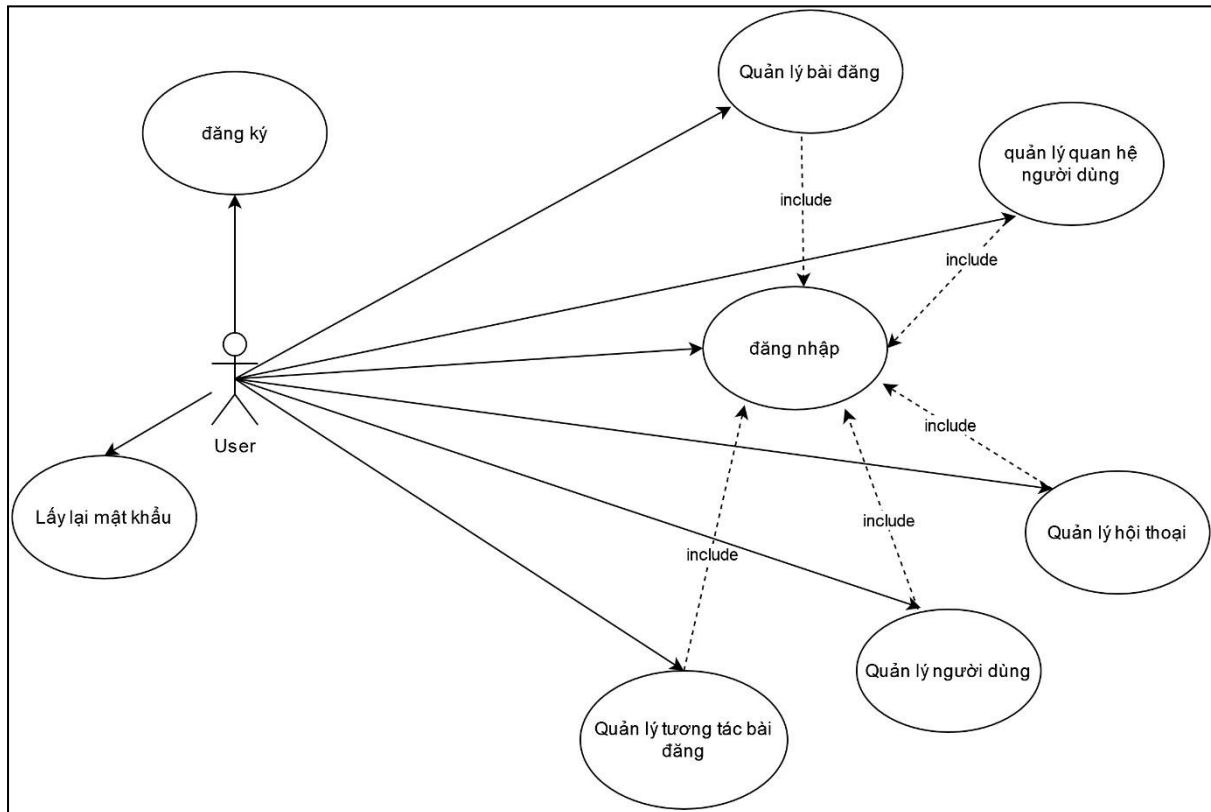 Quản lý bài đăng
đăng ký
quản lý quan hệ
người dùng
include
include
đăng nhập
User
include
Lấy lại mật khẩu
include
Quản lý hội thoại
include
Quản lý người dùng
Quản lý tương tác bài
đăng